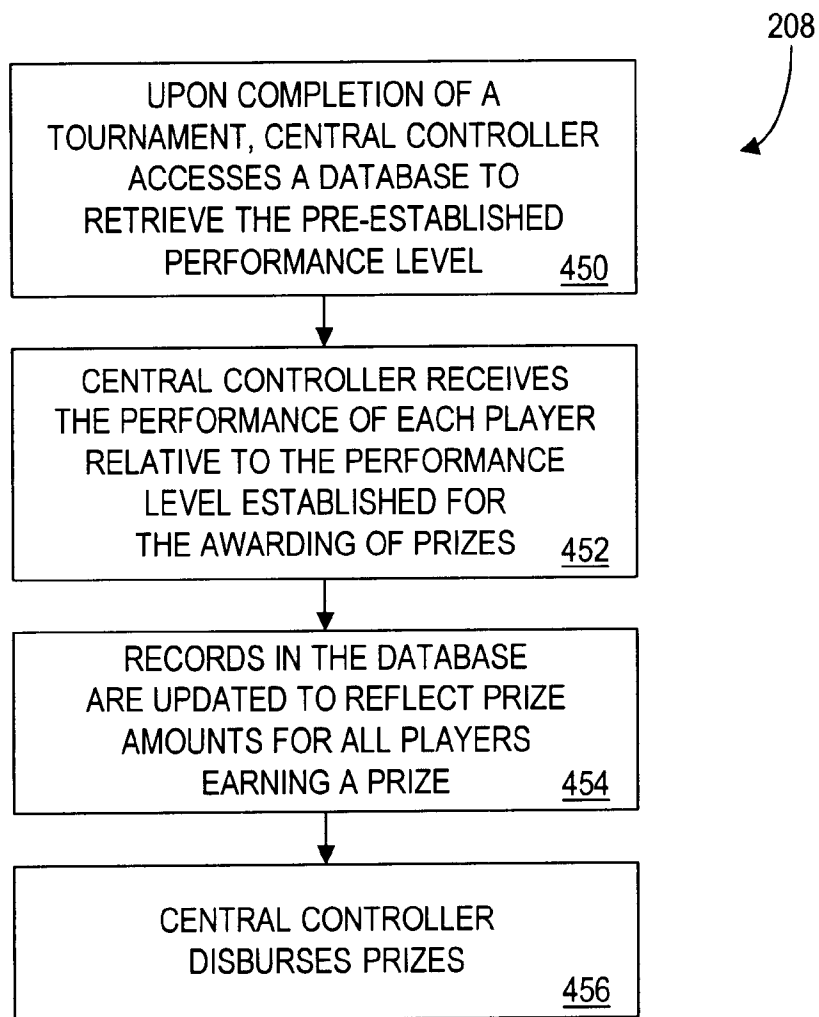 208
UPON COMPLETION OF A
TOURNAMENT, CENTRAL CONTROLLER
ACCESSES A DATABASE TO
RETRIEVE THE PRE-ESTABLISHED
PERFORMANCE LEVEL 450
CENTRAL CONTROLLER RECEIVES
THE PERFORMANCE OF EACH PLAYER
RELATIVE TO THE PERFORMANCE
LEVEL ESTABLISHED FOR
THE AWARDING OF PRIZES 452
RECORDS IN THE DATABASE
ARE UPDATED TO REFLECT PRIZE
AMOUNTS FOR ALL PLAYERS
EARNING A PRIZE 454
CENTRAL CONTROLLER
DISBURSES PRIZES
456